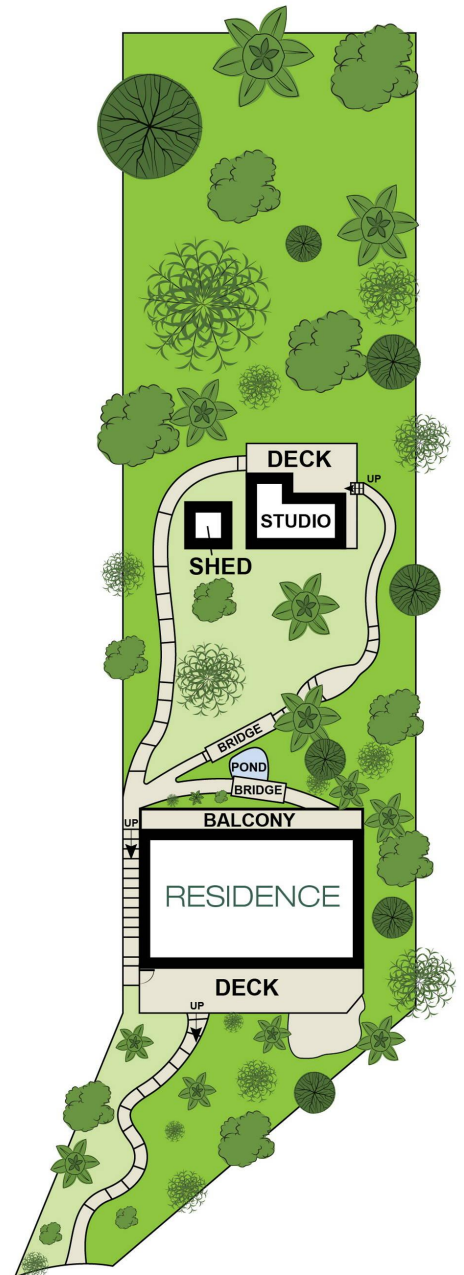 DECK
UP
STUDIO
SHED
BRIDGE
POND
BRIDGE
UP
BALCONY
RESIDENCE
DECK
UP